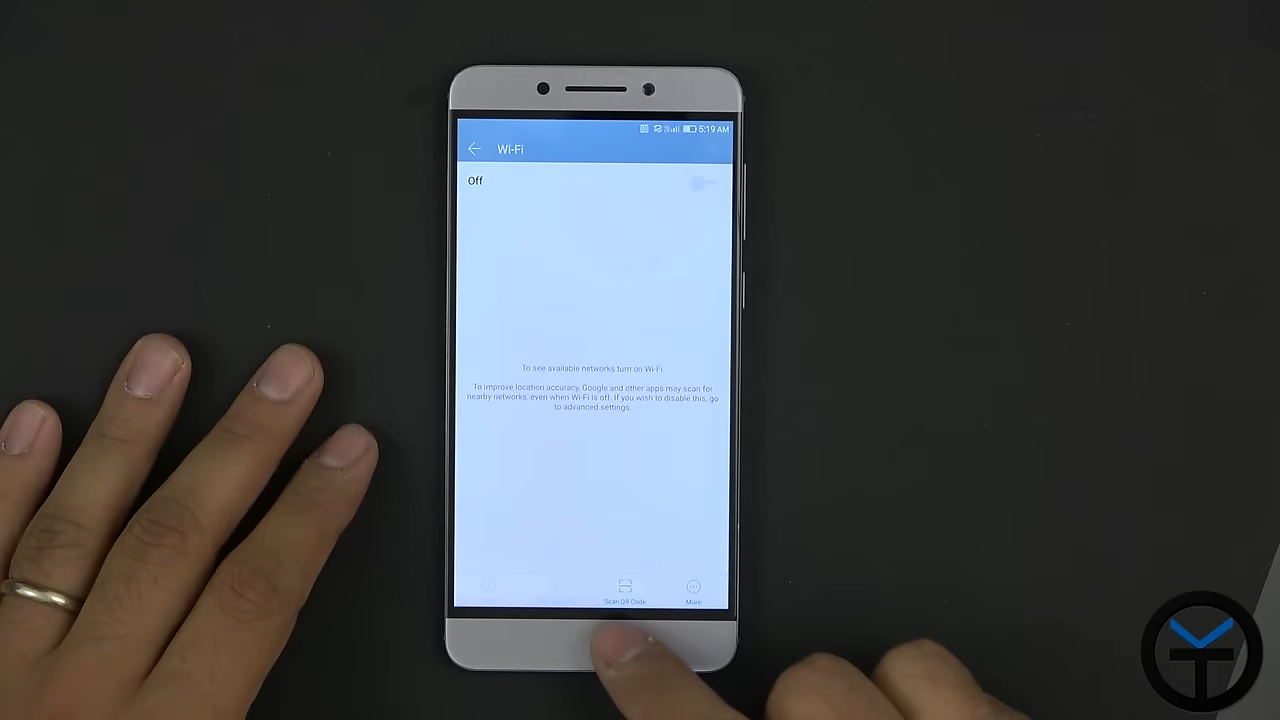 5:19 AM
Wi-Fi
Off
To see available networks turn on Wi-Fi.
To improve location accuracy, Google and other apps may scan for
nearby networks, even when Wi-Fi is off. If you wish to disable this, go
to advanced settings.
Scan QR Code
More